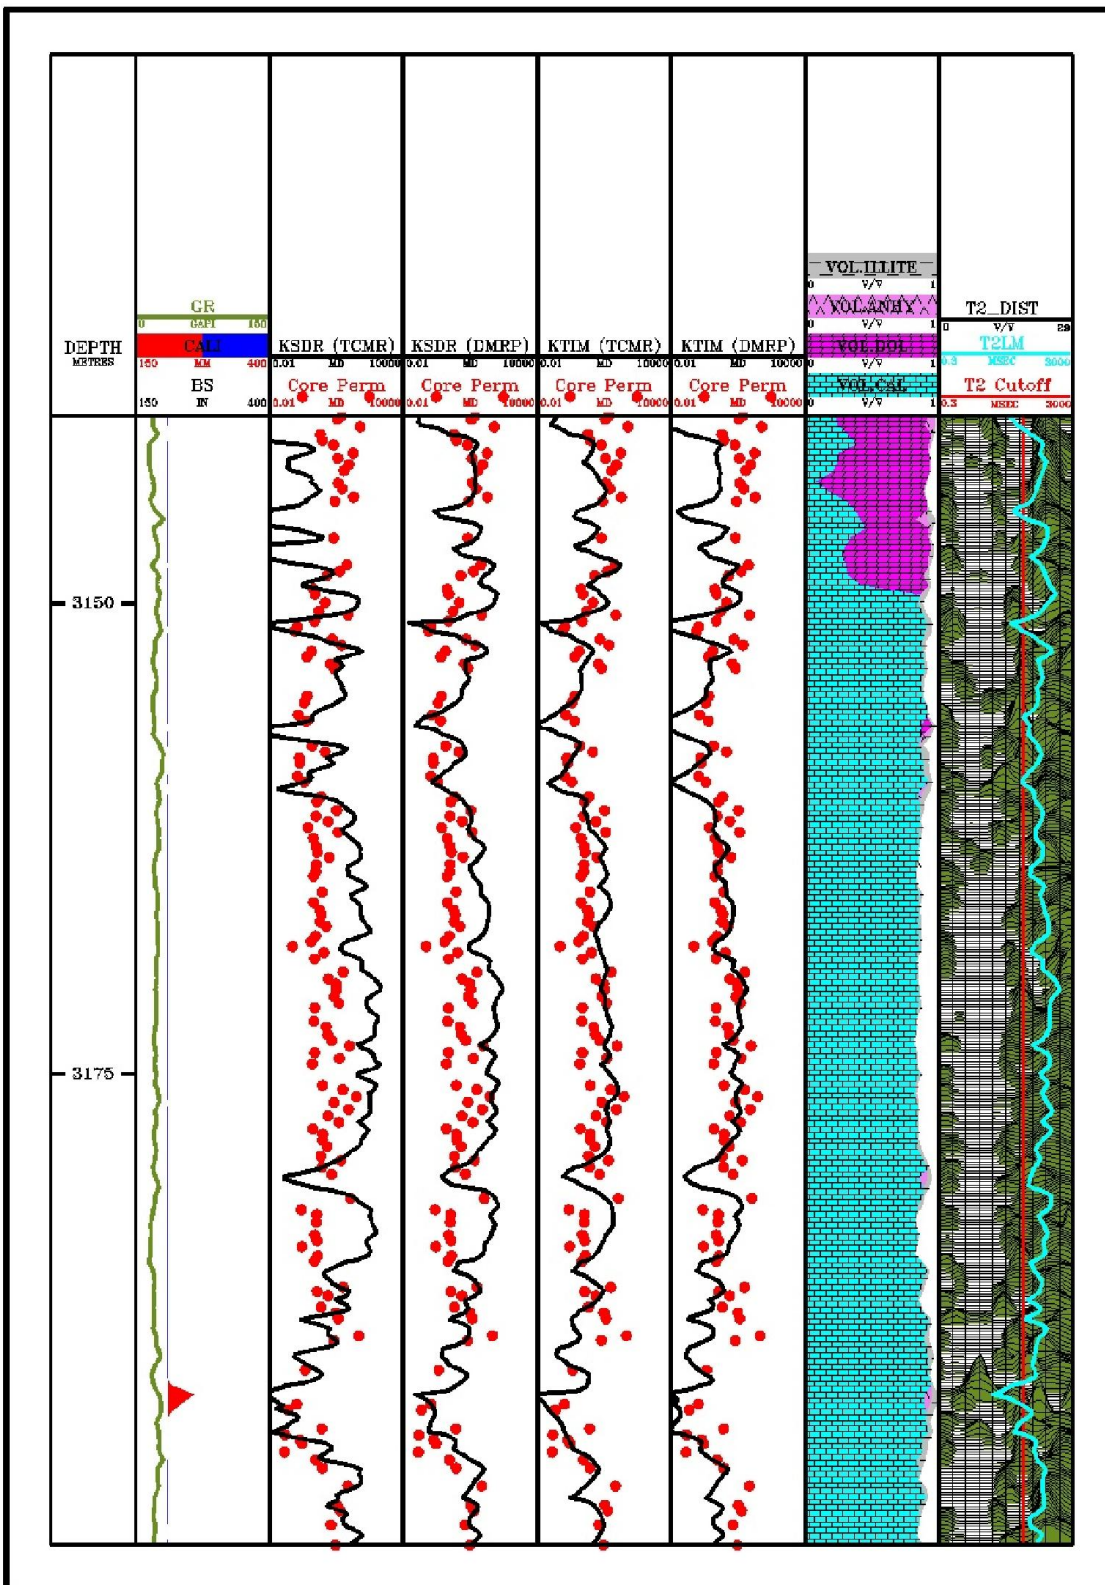 DEPTH
METRES
GR
0 GAPI 150
CALI
150 MM 400
BS
150 IN 400
KSDR (TCMR)
0.01 MD 10000
Core Perm
0.01 MD 10000
KSDR (DMRP)
0.01 MD 10000
Core Perm
0.01 MD 10000
KTIM (TCMR)
0.01 MD 10000
Core Perm
0.01 MD 10000
KTIM (DMRP)
0.01 MD 10000
Core Perm
0.01 MD 10000
VOL.ILLITE
0 V/V 1
VOL.ANHY
0 V/V 1
VOL.DOL
0 V/V 1
VOL.CAL
0 V/V 1
T2_DIST
0 V/V 29
T2LM
0.3 MSEC 3000
T2 Cutoff
0.3 MSEC 3000
3150
3175